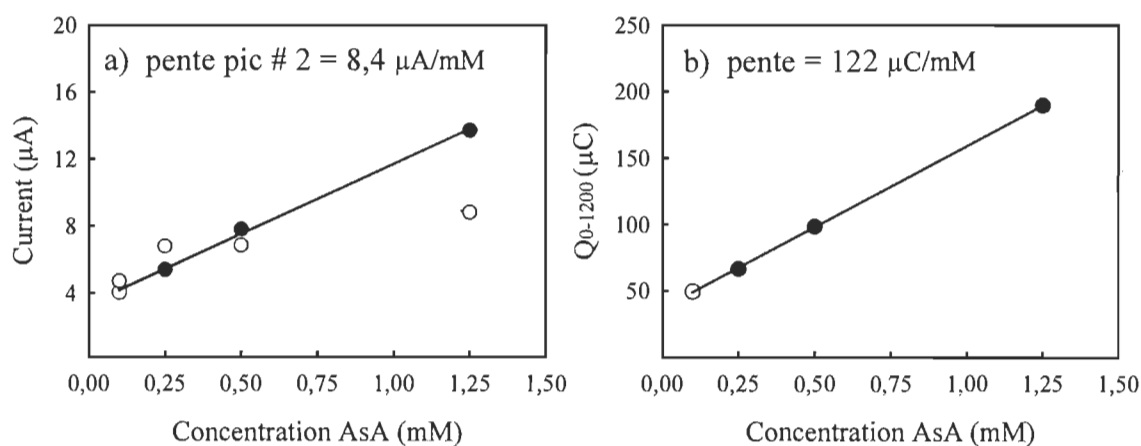 a) pente pic # 2 = 8,4 µA/mM
Current (µA)
20
16
12
8
4
0,00 0,25 0,50 0,75 1,00 1,25 1,50
Concentration AsA (mM)
b) pente = 122 µC/mM
Q0-1200 (µC)
250
200
150
100
50
0,00 0,25 0,50 0,75 1,00 1,25 1,50
Concentration AsA (mM)